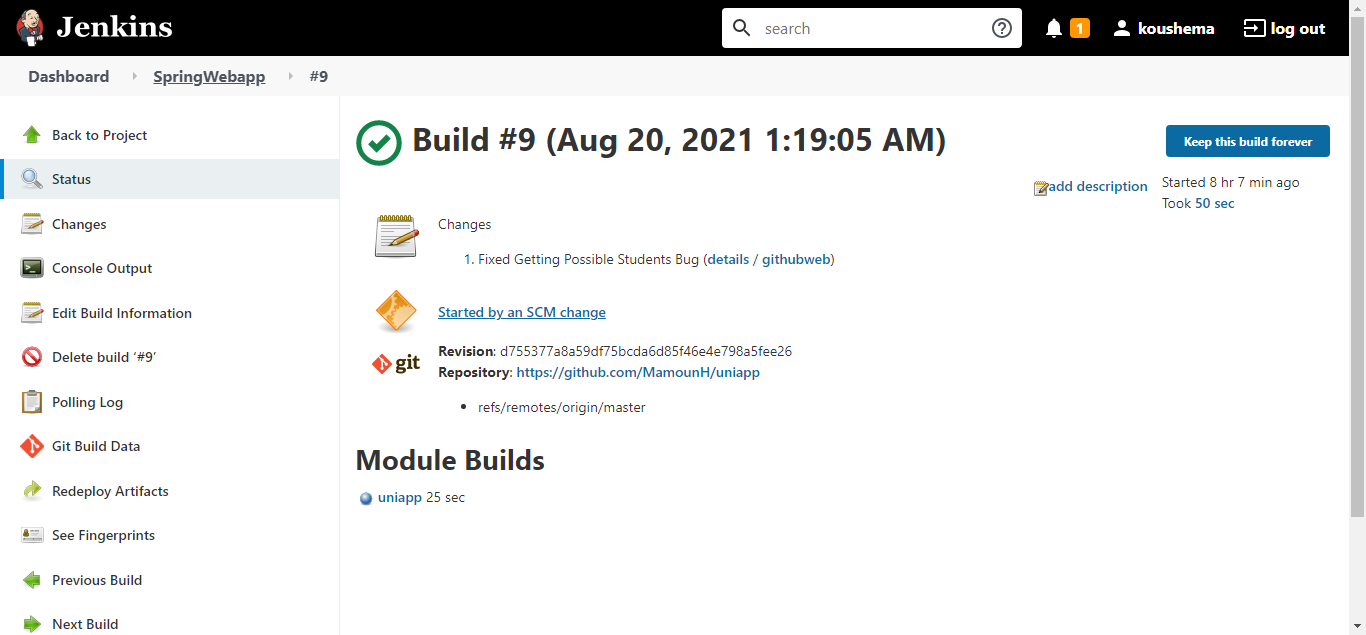 Jenkins
search
1
koushema
log out
Dashboard SpringWebapp #9
Back to Project
Status
Changes
Console Output
Edit Build Information
Delete build ‘#9’
Polling Log
Git Build Data
Redeploy Artifacts
See Fingerprints
Previous Build
Next Build
Build #9 (Aug 20, 2021 1:19:05 AM)
Keep this build forever
add description
Started 8 hr 7 min ago
Took 50 sec
Changes
1. Fixed Getting Possible Students Bug (details / githubweb)
Started by an SCM change
git
Revision: d755377a8a59df75bcda6d85f46e4e798a5fee26
Repository: https://github.com/MamounH/uniapp
• refs/remotes/origin/master
Module Builds
uniapp 25 sec